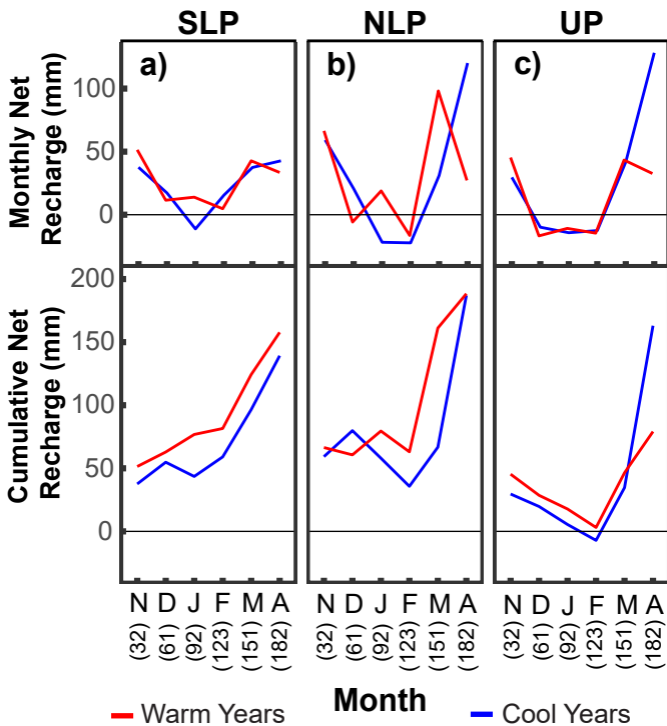 SLP NLP UP
a) b) c)
Monthly Net
Recharge (mm)
100
50
0
Cumulative Net
Recharge (mm)
200
150
100
50
0
N D J F M A N D J F M A N D J F M A
(32) (61) (92) (123) (151) (182) (32) (61) (92) (123) (151) (182) (32) (61) (92) (123) (151) (182)
Month
Warm Years Cool Years